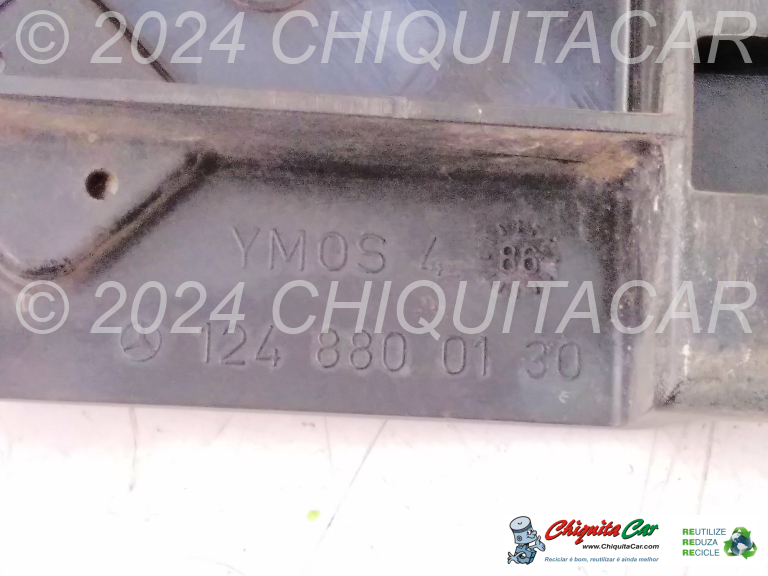 © 2024 CHIQUITACAR
YMOS 4 86
© 2024 CHIQUITACAR
124 880 01 30
Chiquita Car
www.ChiquitaCar.com
Reciclar é bom, reutilizar é ainda melhor
REUTILIZE
REDUZA
RECICLE